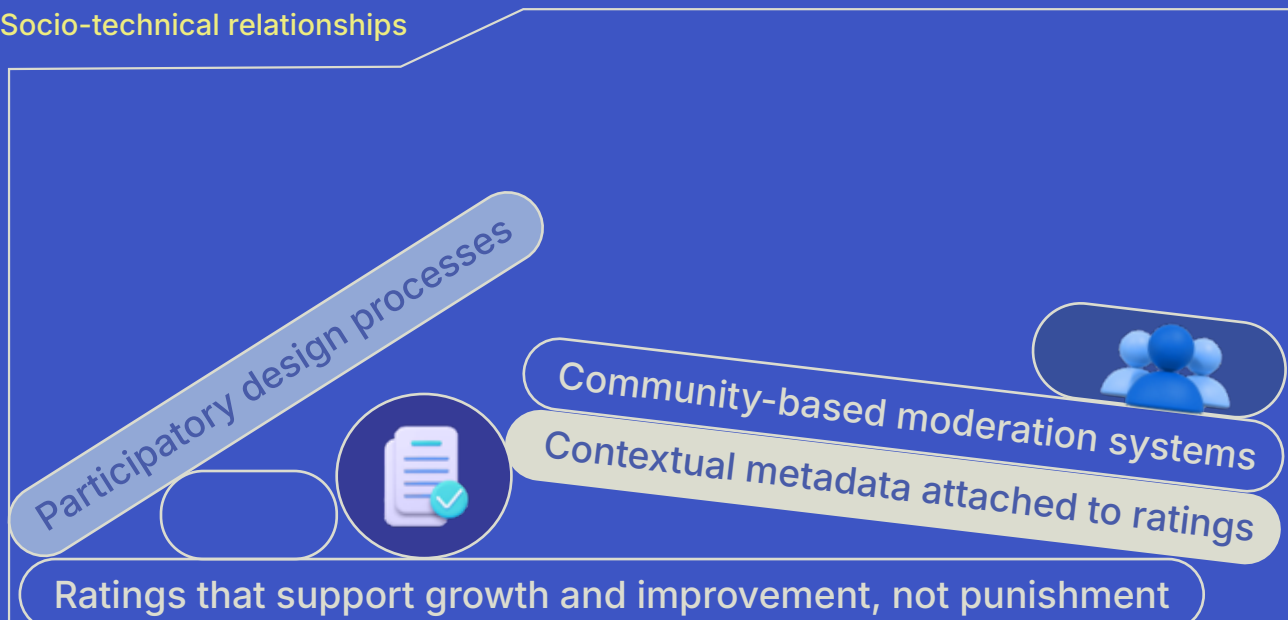 Socio-technical relationships
Participatory design processes
Community-based moderation systems
Contextual metadata attached to ratings
Ratings that support growth and improvement, not punishment